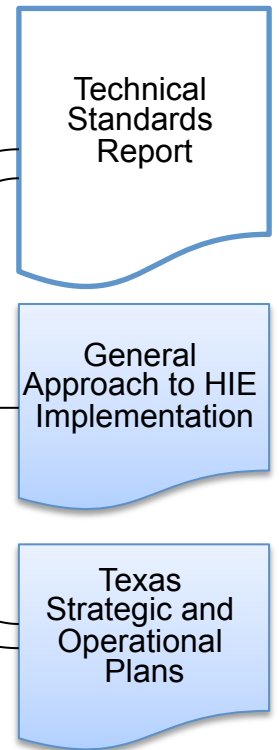 Technical
Standards
Report
General
Approach to HIE
Implementation
Texas
Strategic and
Operational
Plans